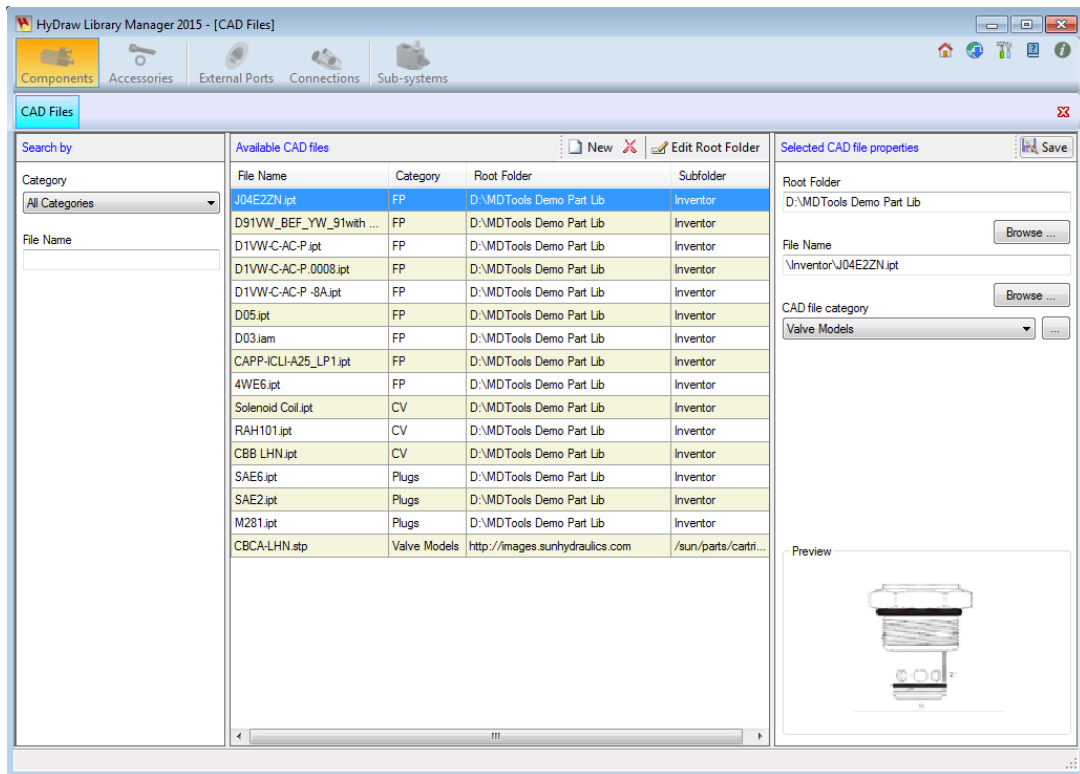 HyDraw Library Manager 2015 - [CAD Files]
Components Accessories External Ports Connections Sub-systems
CAD Files
Search by
Category
All Categories
File Name
Available CAD files New Edit Root Folder
File Name Category Root Folder Subfolder
J04E2ZN.ipt FP D:\MDTools Demo Part Lib Inventor
D91VW_BEF_YW_91with ... FP D:\MDTools Demo Part Lib Inventor
D1VW-C-AC-P.ipt FP D:\MDTools Demo Part Lib Inventor
D1VW-C-AC-P.0008.ipt FP D:\MDTools Demo Part Lib Inventor
D1VW-C-AC-P -8A.ipt FP D:\MDTools Demo Part Lib Inventor
D05.ipt FP D:\MDTools Demo Part Lib Inventor
D03.iam FP D:\MDTools Demo Part Lib Inventor
CAPP-ICLI-A25_LP1.ipt FP D:\MDTools Demo Part Lib Inventor
4WE6.ipt FP D:\MDTools Demo Part Lib Inventor
Solenoid Coil.ipt CV D:\MDTools Demo Part Lib Inventor
RAH101.ipt CV D:\MDTools Demo Part Lib Inventor
CBB LHN.ipt CV D:\MDTools Demo Part Lib Inventor
SAE6.ipt Plugs D:\MDTools Demo Part Lib Inventor
SAE2.ipt Plugs D:\MDTools Demo Part Lib Inventor
M281.ipt Plugs D:\MDTools Demo Part Lib Inventor
CBCA-LHN.stp Valve Models http://images.sunhydraulics.com /sun/parts/cartri...
Selected CAD file properties Save
Root Folder
D:\MDTools Demo Part Lib
Browse ...
File Name
\Inventor\J04E2ZN.ipt
Browse ...
CAD file category
Valve Models ...
Preview